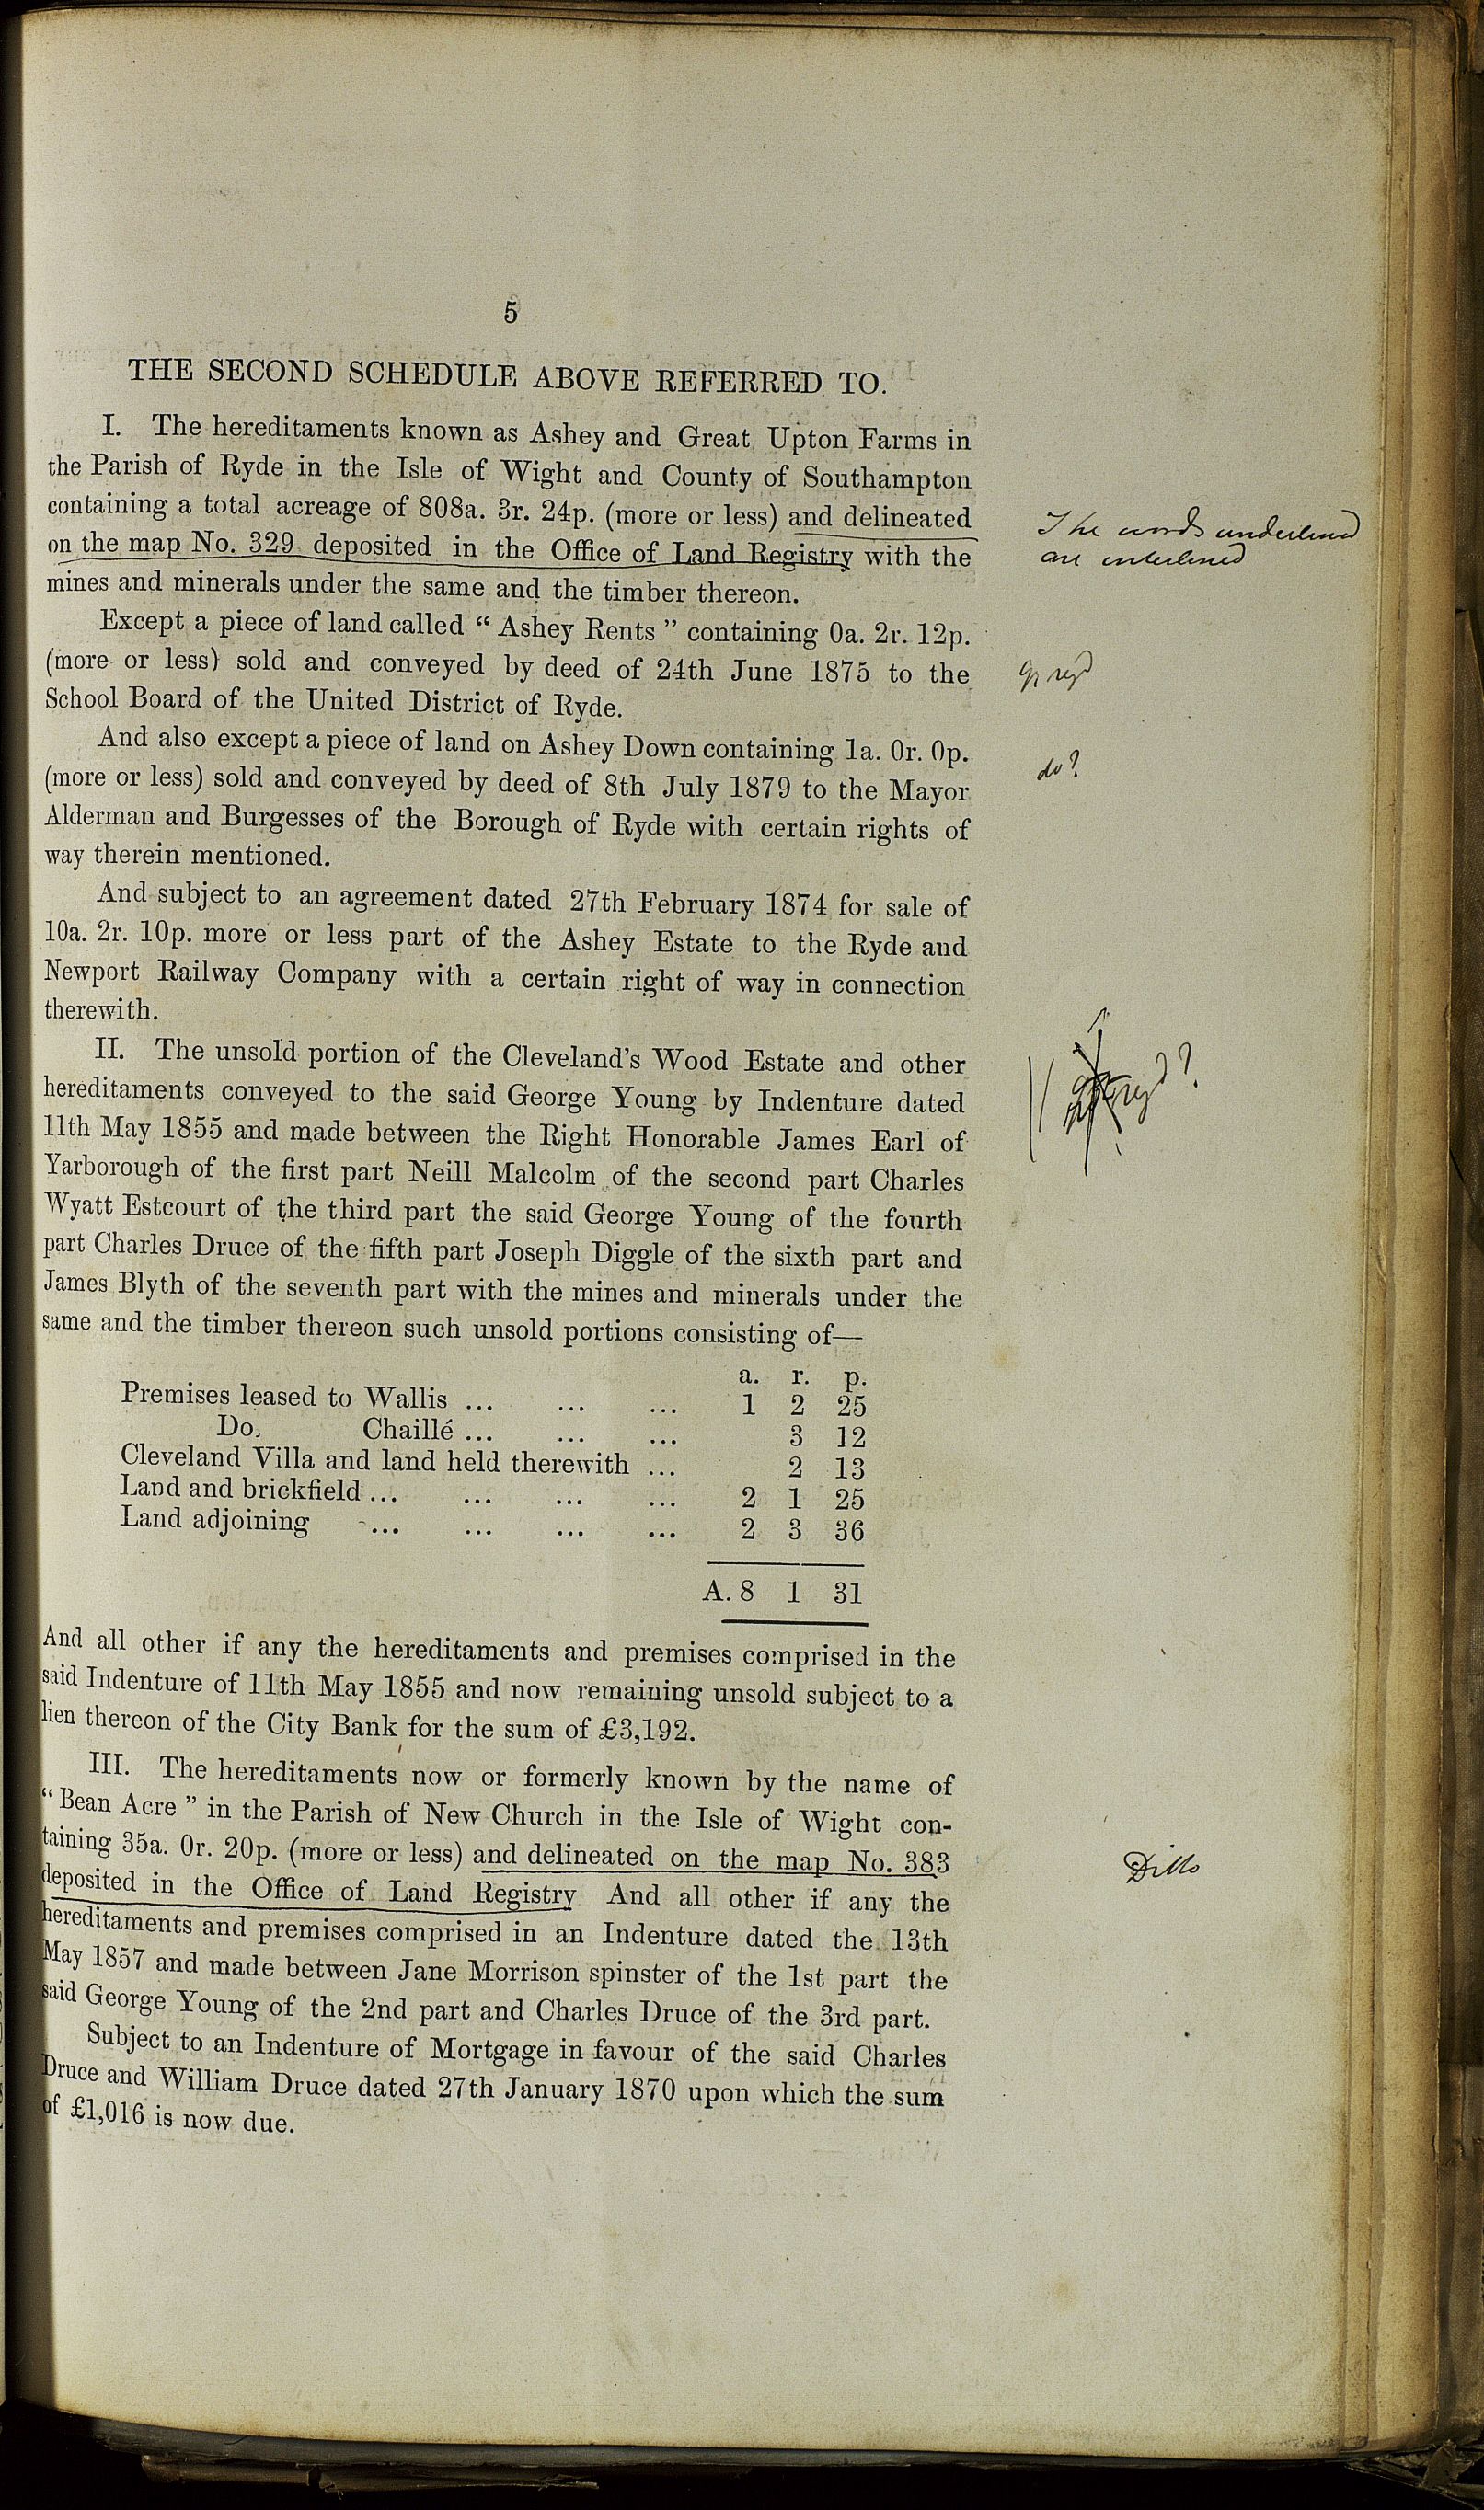 5
THE SECOND SCHEDULE ABOVE REFERRED TO.
I. The hereditaments known as Ashey and Great Upton Farms in
the Parish of Ryde in the Isle of Wight and County of Southampton
containing a total acreage of 808a. 3r. 24p. (more or less) and delineated
on the map No. 329 deposited in the Office of Land Registry with the
mines and minerals under the same and the timber thereon.
The words underlined
are interlined
Except a piece of land called “ Ashey Rents ” containing 0a. 2r. 12p.
(more or less) sold and conveyed by deed of 24th June 1875 to the
School Board of the United District of Ryde.
And also except a piece of land on Ashey Down containing 1a. 0r. 0p.
(more or less) sold and conveyed by deed of 8th July 1879 to the Mayor
Alderman and Burgesses of the Borough of Ryde with certain rights of
way therein mentioned.
do?
And subject to an agreement dated 27th February 1874 for sale of
10a. 2r. 10p. more or less part of the Ashey Estate to the Ryde and
Newport Railway Company with a certain right of way in connection
therewith.
II. The unsold portion of the Cleveland’s Wood Estate and other
hereditaments conveyed to the said George Young by Indenture dated
11th May 1855 and made between the Right Honorable James Earl of
Yarborough of the first part Neill Malcolm of the second part Charles
Wyatt Estcourt of the third part the said George Young of the fourth
part Charles Druce of the fifth part Joseph Diggle of the sixth part and
James Blyth of the seventh part with the mines and minerals under the
same and the timber thereon such unsold portions consisting of—
a. r. p.
Premises leased to Wallis ... ... ... 1 2 25
Do. Chaillé ... ... ... 3 12
Cleveland Villa and land held therewith ... 2 13
Land and brickfield ... ... ... ... 2 1 25
Land adjoining ... ... ... ... 2 3 36
A. 8 1 31
And all other if any the hereditaments and premises comprised in the
said Indenture of 11th May 1855 and now remaining unsold subject to a
lien thereon of the City Bank for the sum of £3,192.
III. The hereditaments now or formerly known by the name of
“ Bean Acre ” in the Parish of New Church in the Isle of Wight con-
taining 35a. 0r. 20p. (more or less) and delineated on the map No. 383
deposited in the Office of Land Registry And all other if any the
hereditaments and premises comprised in an Indenture dated the 13th
May 1857 and made between Jane Morrison spinster of the 1st part the
said George Young of the 2nd part and Charles Druce of the 3rd part.
Ditto
Subject to an Indenture of Mortgage in favour of the said Charles
Druce and William Druce dated 27th January 1870 upon which the sum
of £1,016 is now due.